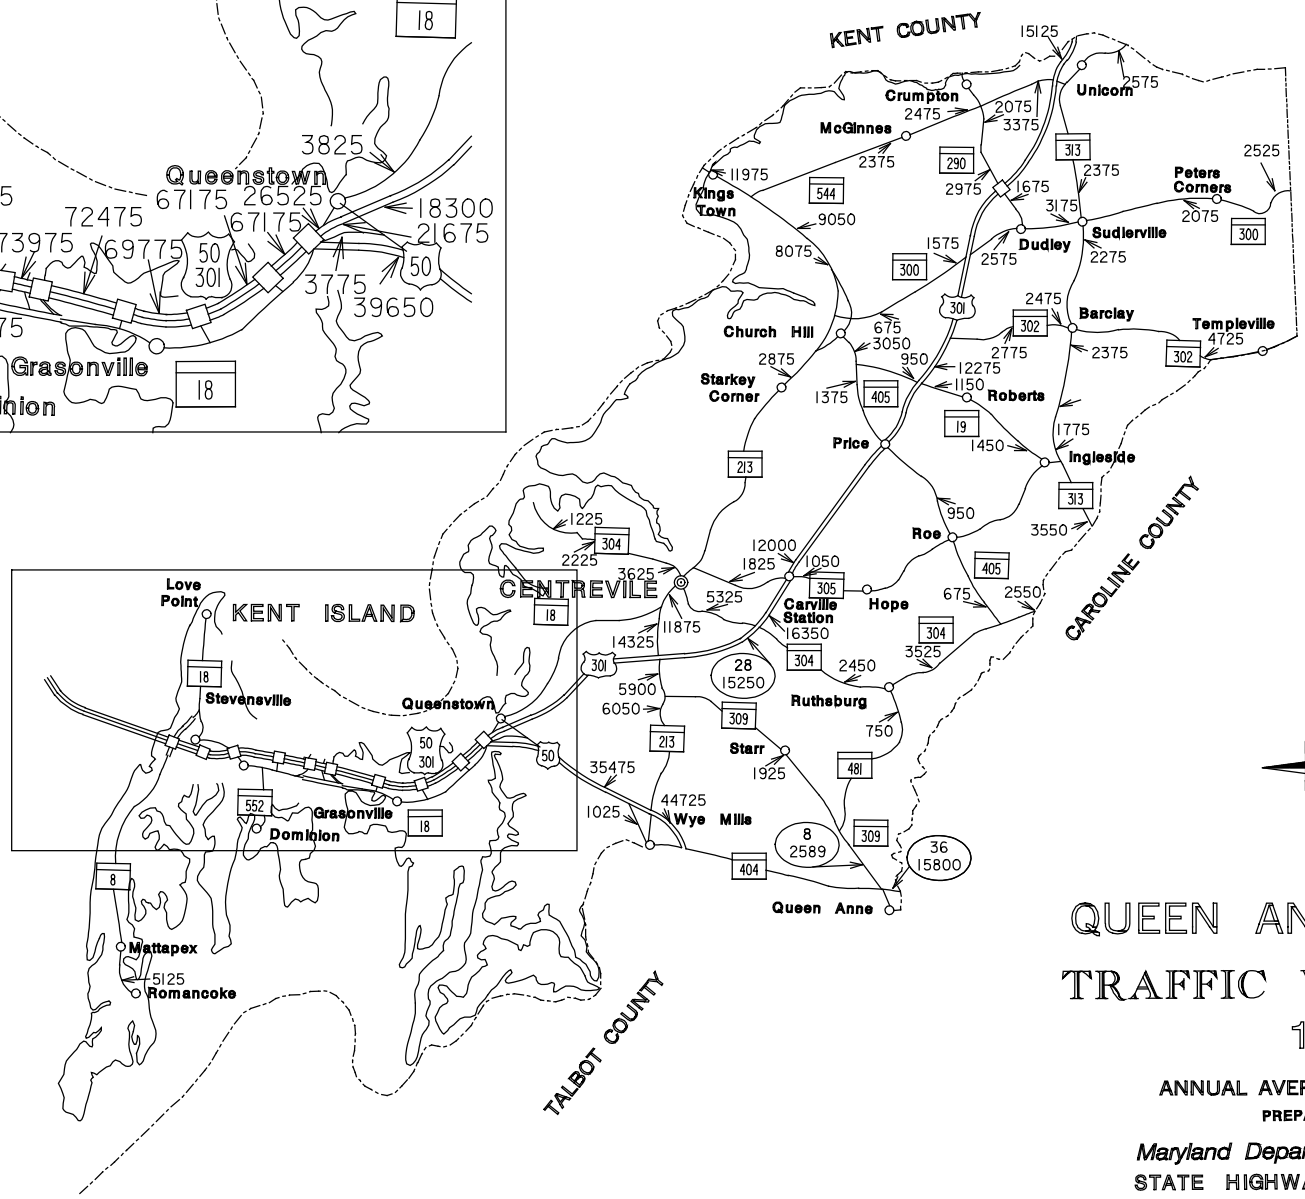 18
3825
Queenstown
67175 26525
72475
67175
18300
21675
73975
69775
50
301
50
3775
39650
Grasonville
18
inion
KENT COUNTY
15125
Unicorn
2575
Crumpton
2475
2075
3375
McGinnes
2375
290
313
2375
11975
Kings
Town
544
2975
1675
3175
Peters
Corners
2525
2075
300
9050
Sudlerville
8075
1575
Dudley
2575
2275
300
301
2475
Barclay
Templeville
4725
302
302
675
3050
2775
2375
Church Hill
2875
950
12275
1150
Starkey
Corner
1375
405
Roberts
19
1775
Price
1450
Ingleside
213
313
950
3550
Roe
1225
304
2225
12000
1825
1050
405
3625
CENTREVILE
305
Hope
675
2550
CAROLINE COUNTY
5325
Carville
Station
Love
Point
KENT ISLAND
18
11875
14325
16350
304
3525
301
28
15250
304
2450
18
Stevensville
5900
Ruthsburg
Queenstown
6050
309
750
50
301
213
Starr
1925
481
50
35475
552
Grasonville
18
1025
44725
Wye Mills
Dominion
8
2589
309
36
15800
8
404
Queen Anne
Mattapex
5125
Romancoke
TALBOT COUNTY
QUEEN AN
TRAFFIC
1
ANNUAL AVER
PREPA
Maryland Depar
STATE HIGHWA